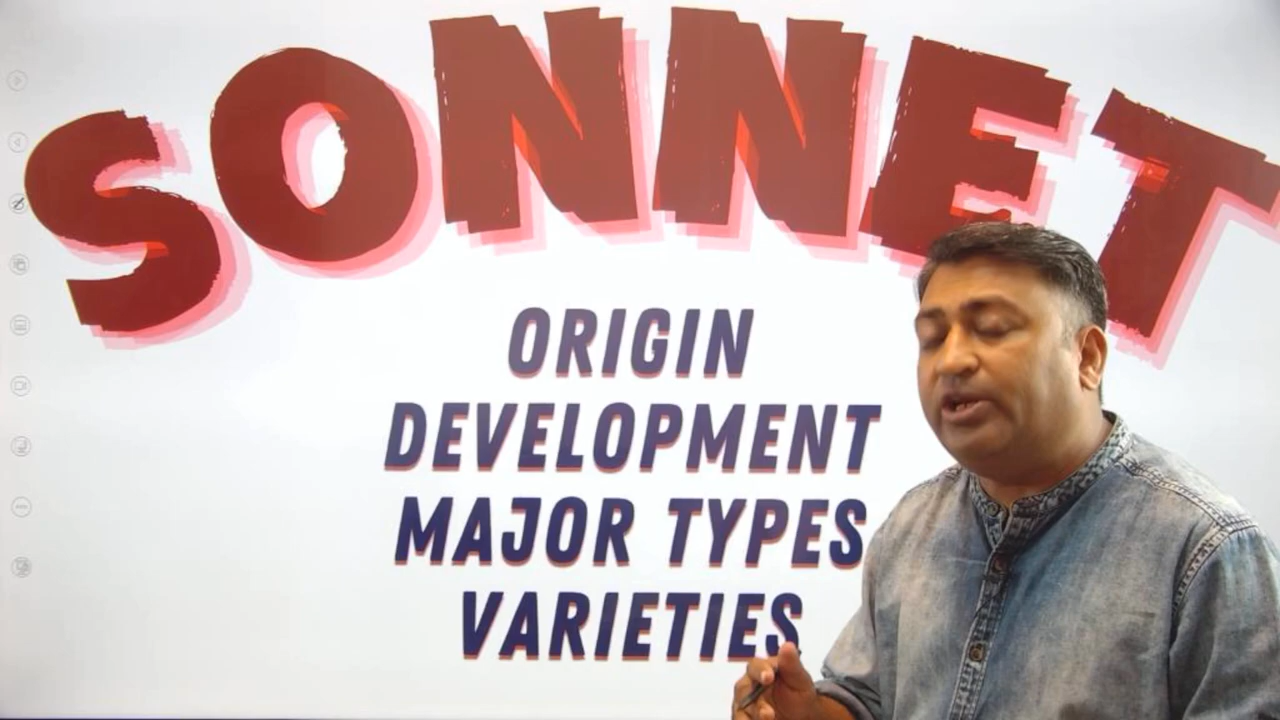 SONNET
ORIGIN
DEVELOPMENT
MAJOR TYPES
VARIETIES